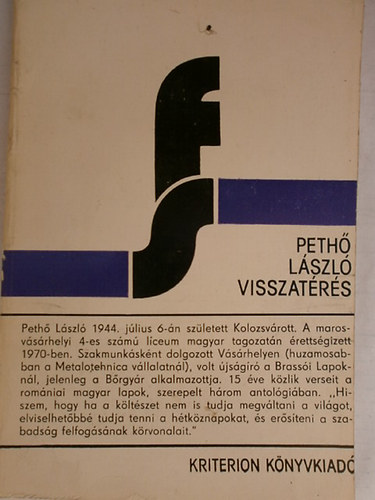 fs
PETHŐ
LÁSZLÓ
VISSZATÉRÉS
Pethő László 1944. július 6-án született Kolozsvárott. A maros-
vásárhelyi 4-es számú líceum magyar tagozatán érettségizett
1970-ben. Szakmunkásként dolgozott Vásárhelyen (huzamosab-
ban a Metalotehnica vállalatnál), volt újságíró a Brassói Lapok-
nál, jelenleg a Bőrgyár alkalmazottja. 15 éve közlik verseit a
romániai magyar lapok, szerepelt három antológiában. „Hi-
szem, hogy ha a költészet nem is tudja megváltani a világot,
elviselhetőbbé tudja tenni a hétköznapokat, és erősíteni a sza-
badság felfogásának körvonalait."
KRITERION KÖNYVKIADÓ